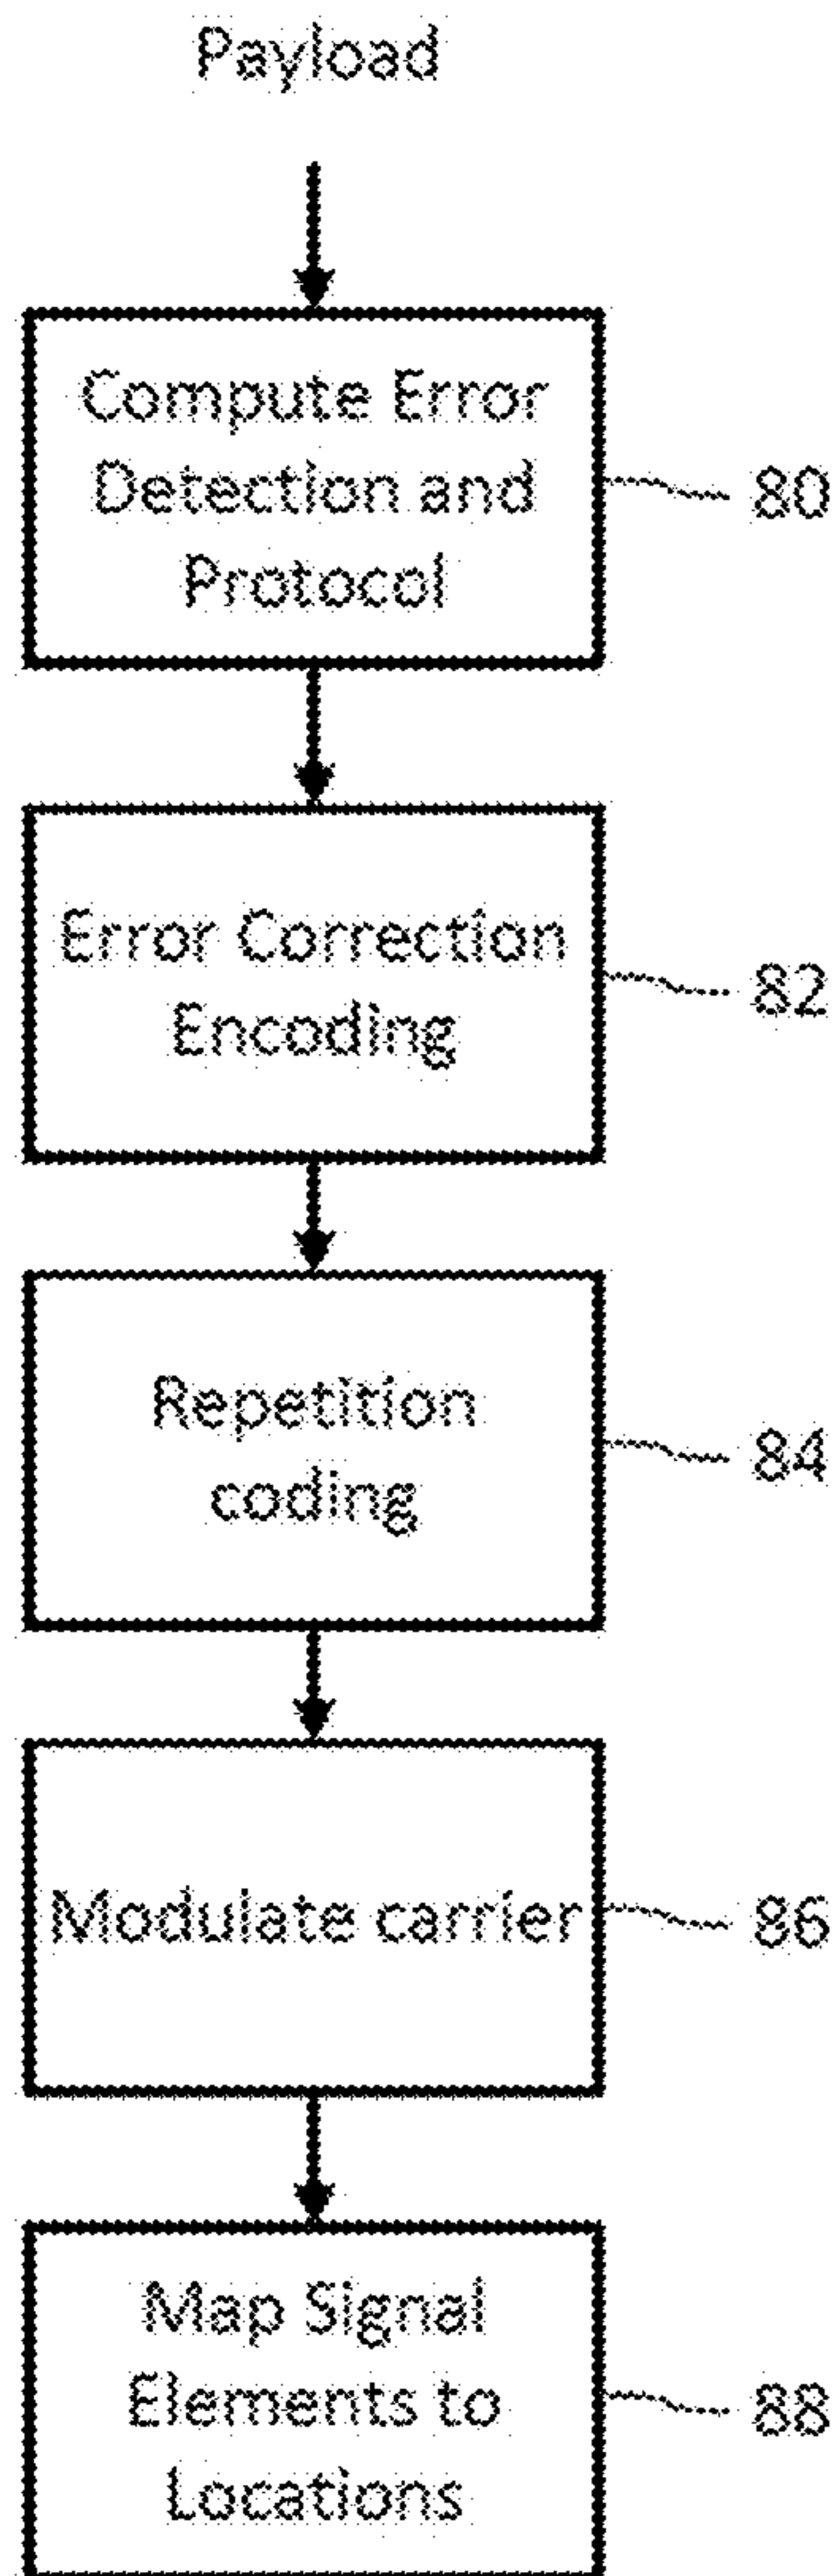 Payload
Compute Error
Detection and
Protocol
80
Error Correction
Encoding
82
Repetition
coding
84
Modulate carrier
86
Map Signal
Elements to
Locations
88